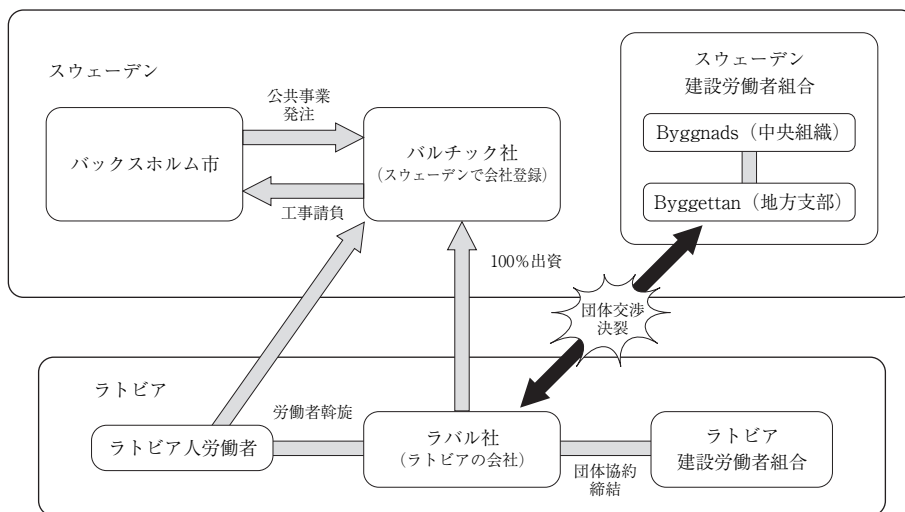 スウェーデン
公共事業
発注
バックスホルム市
バルチック社
（スウェーデンで会社登録）
工事請負
スウェーデン
建設労働者組合
Byggnads（中央組織）
Byggettan（地方支部）
100%出資
団体交渉
決裂
ラトビア
ラトビア人労働者
労働者斡旋
ラバル社
（ラトビアの会社）
団体協約
締結
ラトビア
建設労働者組合